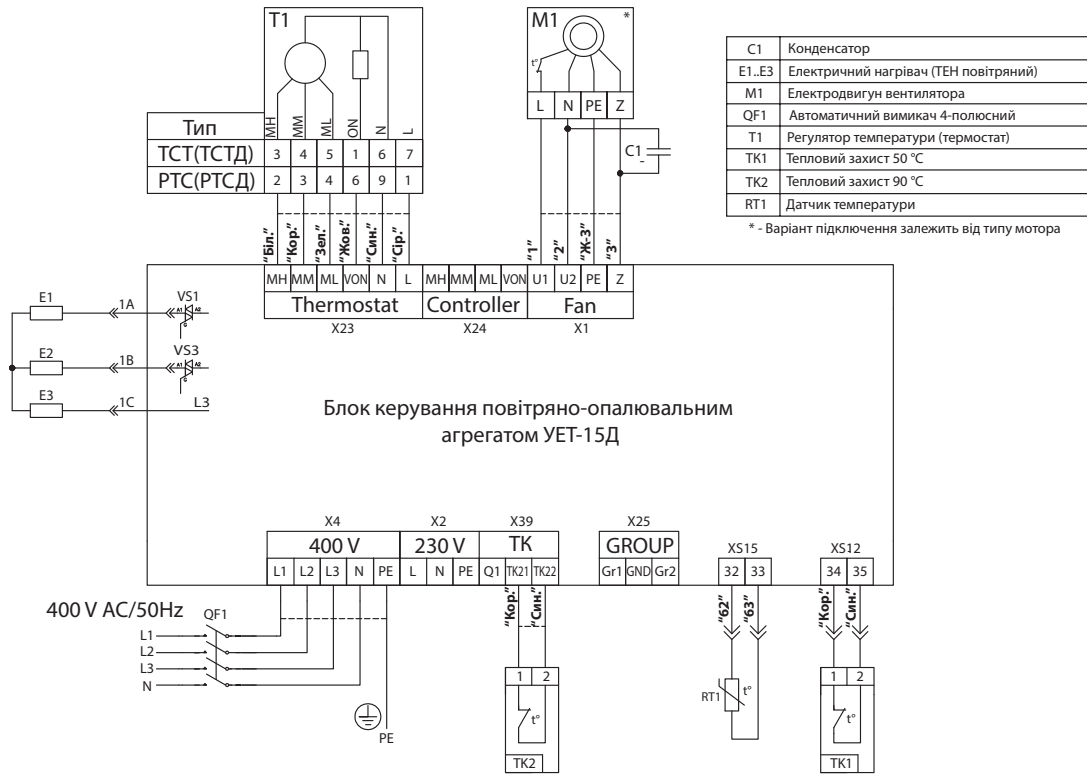 T1
MH MM ML ON N L
Тип
ТСТ(ТСТД) 3 4 5 1 6 7
РТС(РТСД) 2 3 4 6 9 1
"Біл." "Кор." "Зел." "Жов." "Син." "Сір."
M1 *
t°
L N PE Z
C1
"1" "2" "Ж-З" "3"
C1 Конденсатор
E1..E3 Електричний нагрівач (ТЕН повітряний)
M1 Електродвигун вентилятора
QF1 Автоматичний вимикач 4-полюсний
T1 Регулятор температури (термостат)
TK1 Тепловий захист 50 °C
TK2 Тепловий захист 90 °C
RT1 Датчик температури
* - Варіант підключення залежить від типу мотора
MH MM ML VON N L MH MM ML VON U1 U2 PE Z
Thermostat Controller Fan
X23 X24 X1
E1 1A VS1
A1 A2
G
E2 1B VS3
A1 A2
G
E3 1C L3
Блок керування повітряно-опалювальним
агрегатом УЕТ-15Д
X4 X2 X39 X25
400 V 230 V TK GROUP
L1 L2 L3 N PE L N PE Q1 TK21 TK22 Gr1 GND Gr2
XS15 XS12
32 33 34 35
400 V AC/50Hz QF1
L1
L2
L3
N
PE
"Кор." "Син."
1 2
t°
TK2
"62" "63"
RT1 t°
"Кор." "Син."
1 2
t°
TK1